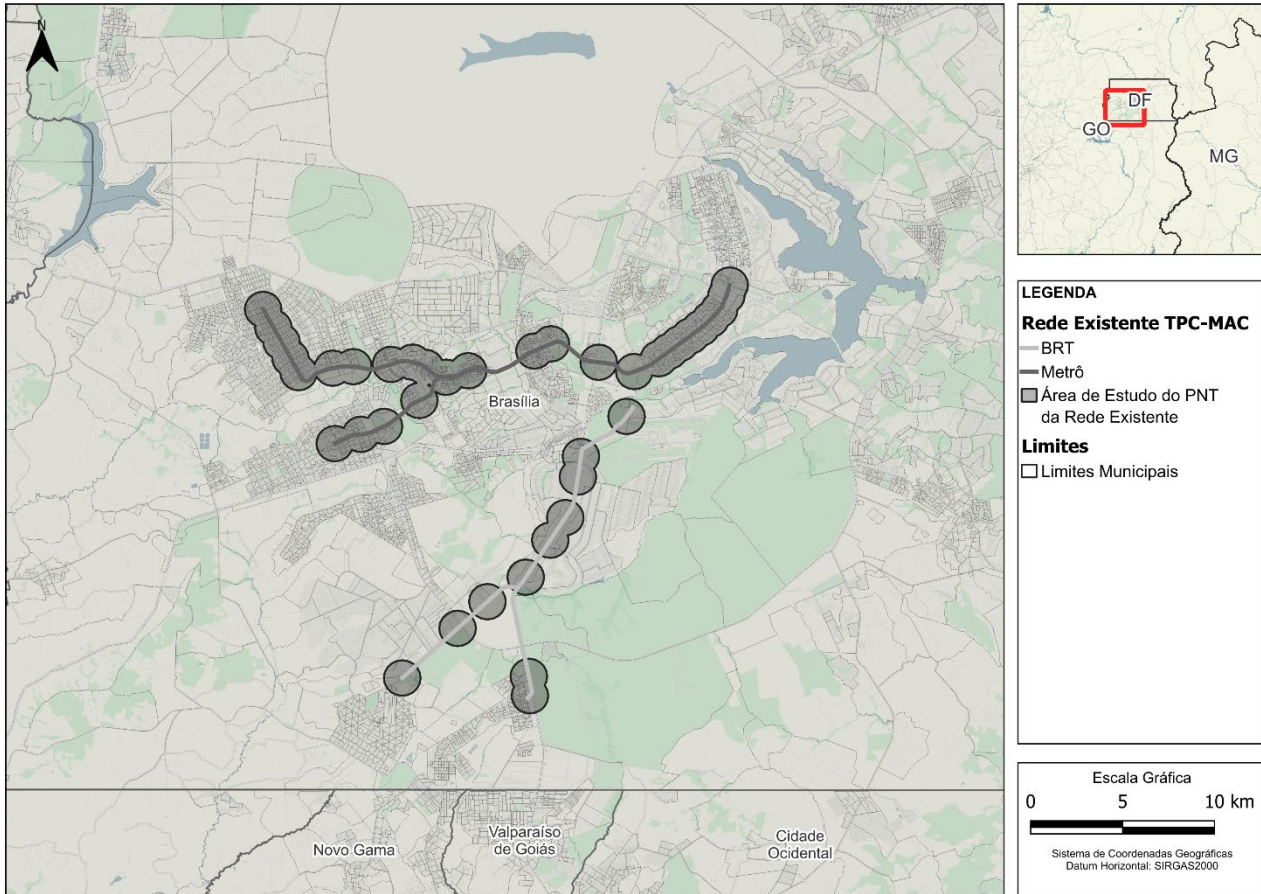 N
Brasília
Novo Gama
Valparaíso
de Goiás
Cidade
Ocidental
DF
GO
MG
LEGENDA
Rede Existente TPC-MAC
BRT
Metrô
Área de Estudo do PNT
da Rede Existente
Limites
Limites Municipais
Escala Gráfica
0 5 10 km
Sistema de Coordenadas Geográficas
Datum Horizontal: SIRGAS2000